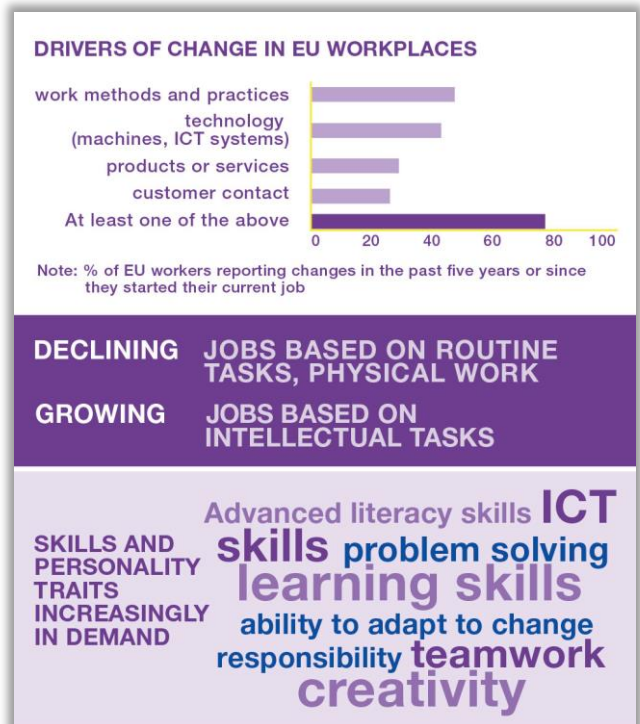 DRIVERS OF CHANGE IN EU WORKPLACES
work methods and practices
technology
(machines, ICT systems)
products or services
customer contact
At least one of the above
0 20 40 60 80 100
Note: % of EU workers reporting changes in the past five years or since
they started their current job
DECLINING JOBS BASED ON ROUTINE
TASKS, PHYSICAL WORK
GROWING JOBS BASED ON
INTELLECTUAL TASKS
SKILLS AND
PERSONALITY
TRAITS
INCREASINGLY
IN DEMAND
Advanced literacy skills ICT
skills problem solving
learning skills
ability to adapt to change
responsibility teamwork
creativity